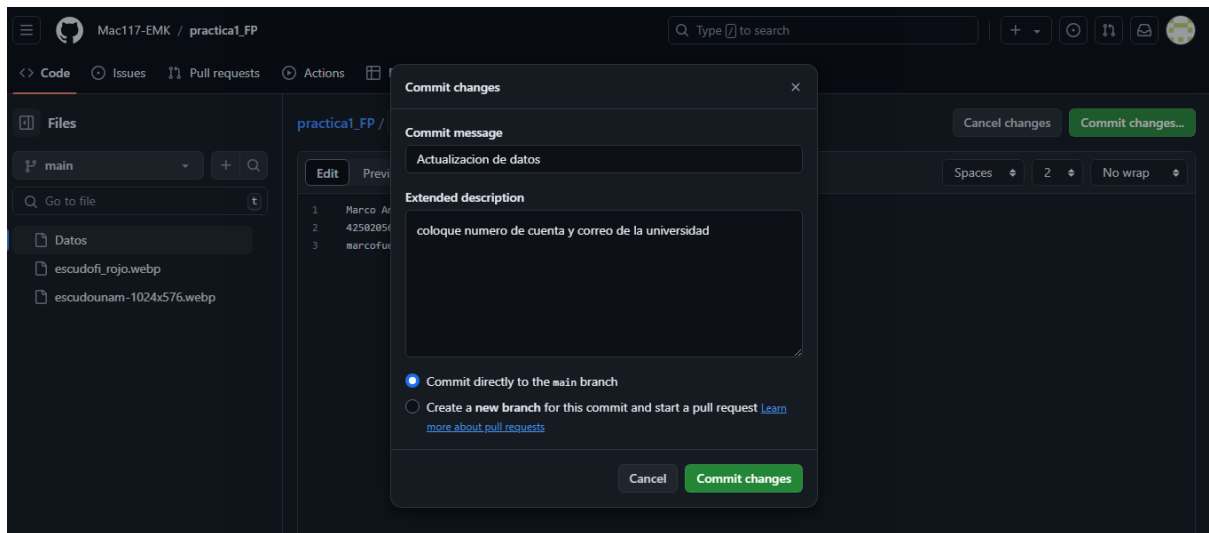 Mac117-EMK / practica1_FP
Type / to search
<> Code Issues Pull requests Actions
Files
main
Go to file t
Datos
escudofi_rojo.webp
escudounam-1024x576.webp
practica1_FP /
Cancel changes Commit changes...
Edit Previ
Spaces 2 No wrap
1 Marco
2 42502056
3 marcofue
Commit changes
Commit message
Actualizacion de datos
Extended description
coloque numero de cuenta y correo de la universidad
Commit directly to the main branch
Create a new branch for this commit and start a pull request Learn
more about pull requests
Cancel Commit changes